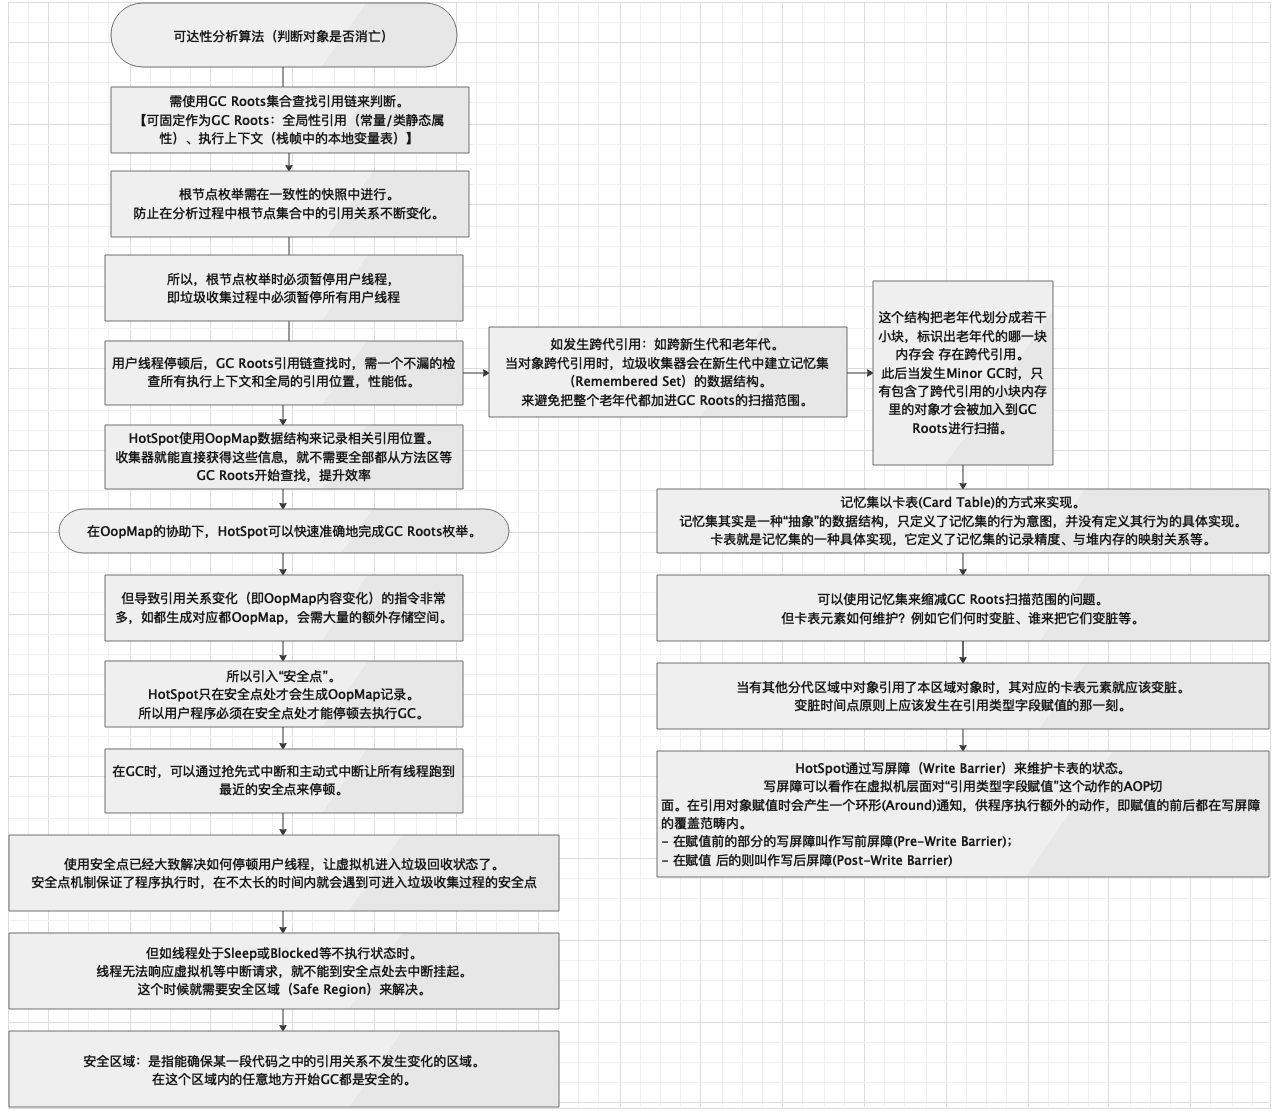 可达性分析算法（判断对象是否消亡）
需使用GC Roots集合查找引用链来判断。
【可固定作为GC Roots：全局性引用（常量/类静态属
性）、执行上下文（栈帧中的本地变量表）】
根节点枚举需在一致性的快照中进行。
防止在分析过程中根节点集合中的引用关系不断变化。
所以，根节点枚举时必须暂停用户线程，
即垃圾收集过程中必须暂停所有用户线程
用户线程停顿后，GC Roots引用链查找时，需一个不漏的检
查所有执行上下文和全局的引用位置，性能低。
HotSpot使用OopMap数据结构来记录相关引用位置。
收集器就能直接获得这些信息，就不需要全部都从方法区等
GC Roots开始查找，提升效率
在OopMap的协助下，HotSpot可以快速准确地完成GC Roots枚举。
但导致引用关系变化（即OopMap内容变化）的指令非常
多，如都生成对应都OopMap，会需大量的额外存储空间。
所以引入“安全点”。
HotSpot只在安全点处才会生成OopMap记录。
所以用户程序必须在安全点处才能停顿去执行GC。
在GC时，可以通过抢先式中断和主动式中断让所有线程跑到
最近的安全点来停顿。
使用安全点已经大致解决如何停顿用户线程，让虚拟机进入垃圾回收状态了。
安全点机制保证了程序执行时，在不太长的时间内就会遇到可进入垃圾收集过程的安全点
但如线程处于Sleep或Blocked等不执行状态时。
线程无法响应虚拟机等中断请求，就不能到安全点处去中断挂起。
这个时候就需要安全区域（Safe Region）来解决。
安全区域：是指能确保某一段代码之中的引用关系不发生变化的区域。
在这个区域内的任意地方开始GC都是安全的。
如发生跨代引用：如跨新生代和老年代。
当对象跨代引用时，垃圾收集器会在新生代中建立记忆集
（Remembered Set）的数据结构。
来避免把整个老年代都加进GC Roots的扫描范围。
这个结构把老年代划分成若干
小块，标识出老年代的哪一块
内存会 存在跨代引用。
此后当发生Minor GC时，只
有包含了跨代引用的小块内存
里的对象才会被加入到GC
Roots进行扫描。
记忆集以卡表(Card Table)的方式来实现。
记忆集其实是一种“抽象”的数据结构，只定义了记忆集的行为意图，并没有定义其行为的具体实现。
卡表就是记忆集的一种具体实现，它定义了记忆集的记录精度、与堆内存的映射关系等。
可以使用记忆集来缩减GC Roots扫描范围的问题。
但卡表元素如何维护？例如它们何时变脏、谁来把它们变脏等。
当有其他分代区域中对象引用了本区域对象时，其对应的卡表元素就应该变脏。
变脏时间点原则上应该发生在引用类型字段赋值的那一刻。
HotSpot通过写屏障（Write Barrier）来维护卡表的状态。
写屏障可以看作在虚拟机层面对“引用类型字段赋值”这个动作的AOP切
面。在引用对象赋值时会产生一个环形(Around)通知，供程序执行额外的动作，即赋值的前后都在写屏障
的覆盖范畴内。
- 在赋值前的部分的写屏障叫作写前屏障(Pre-Write Barrier)；
- 在赋值 后的则叫作写后屏障(Post-Write Barrier)